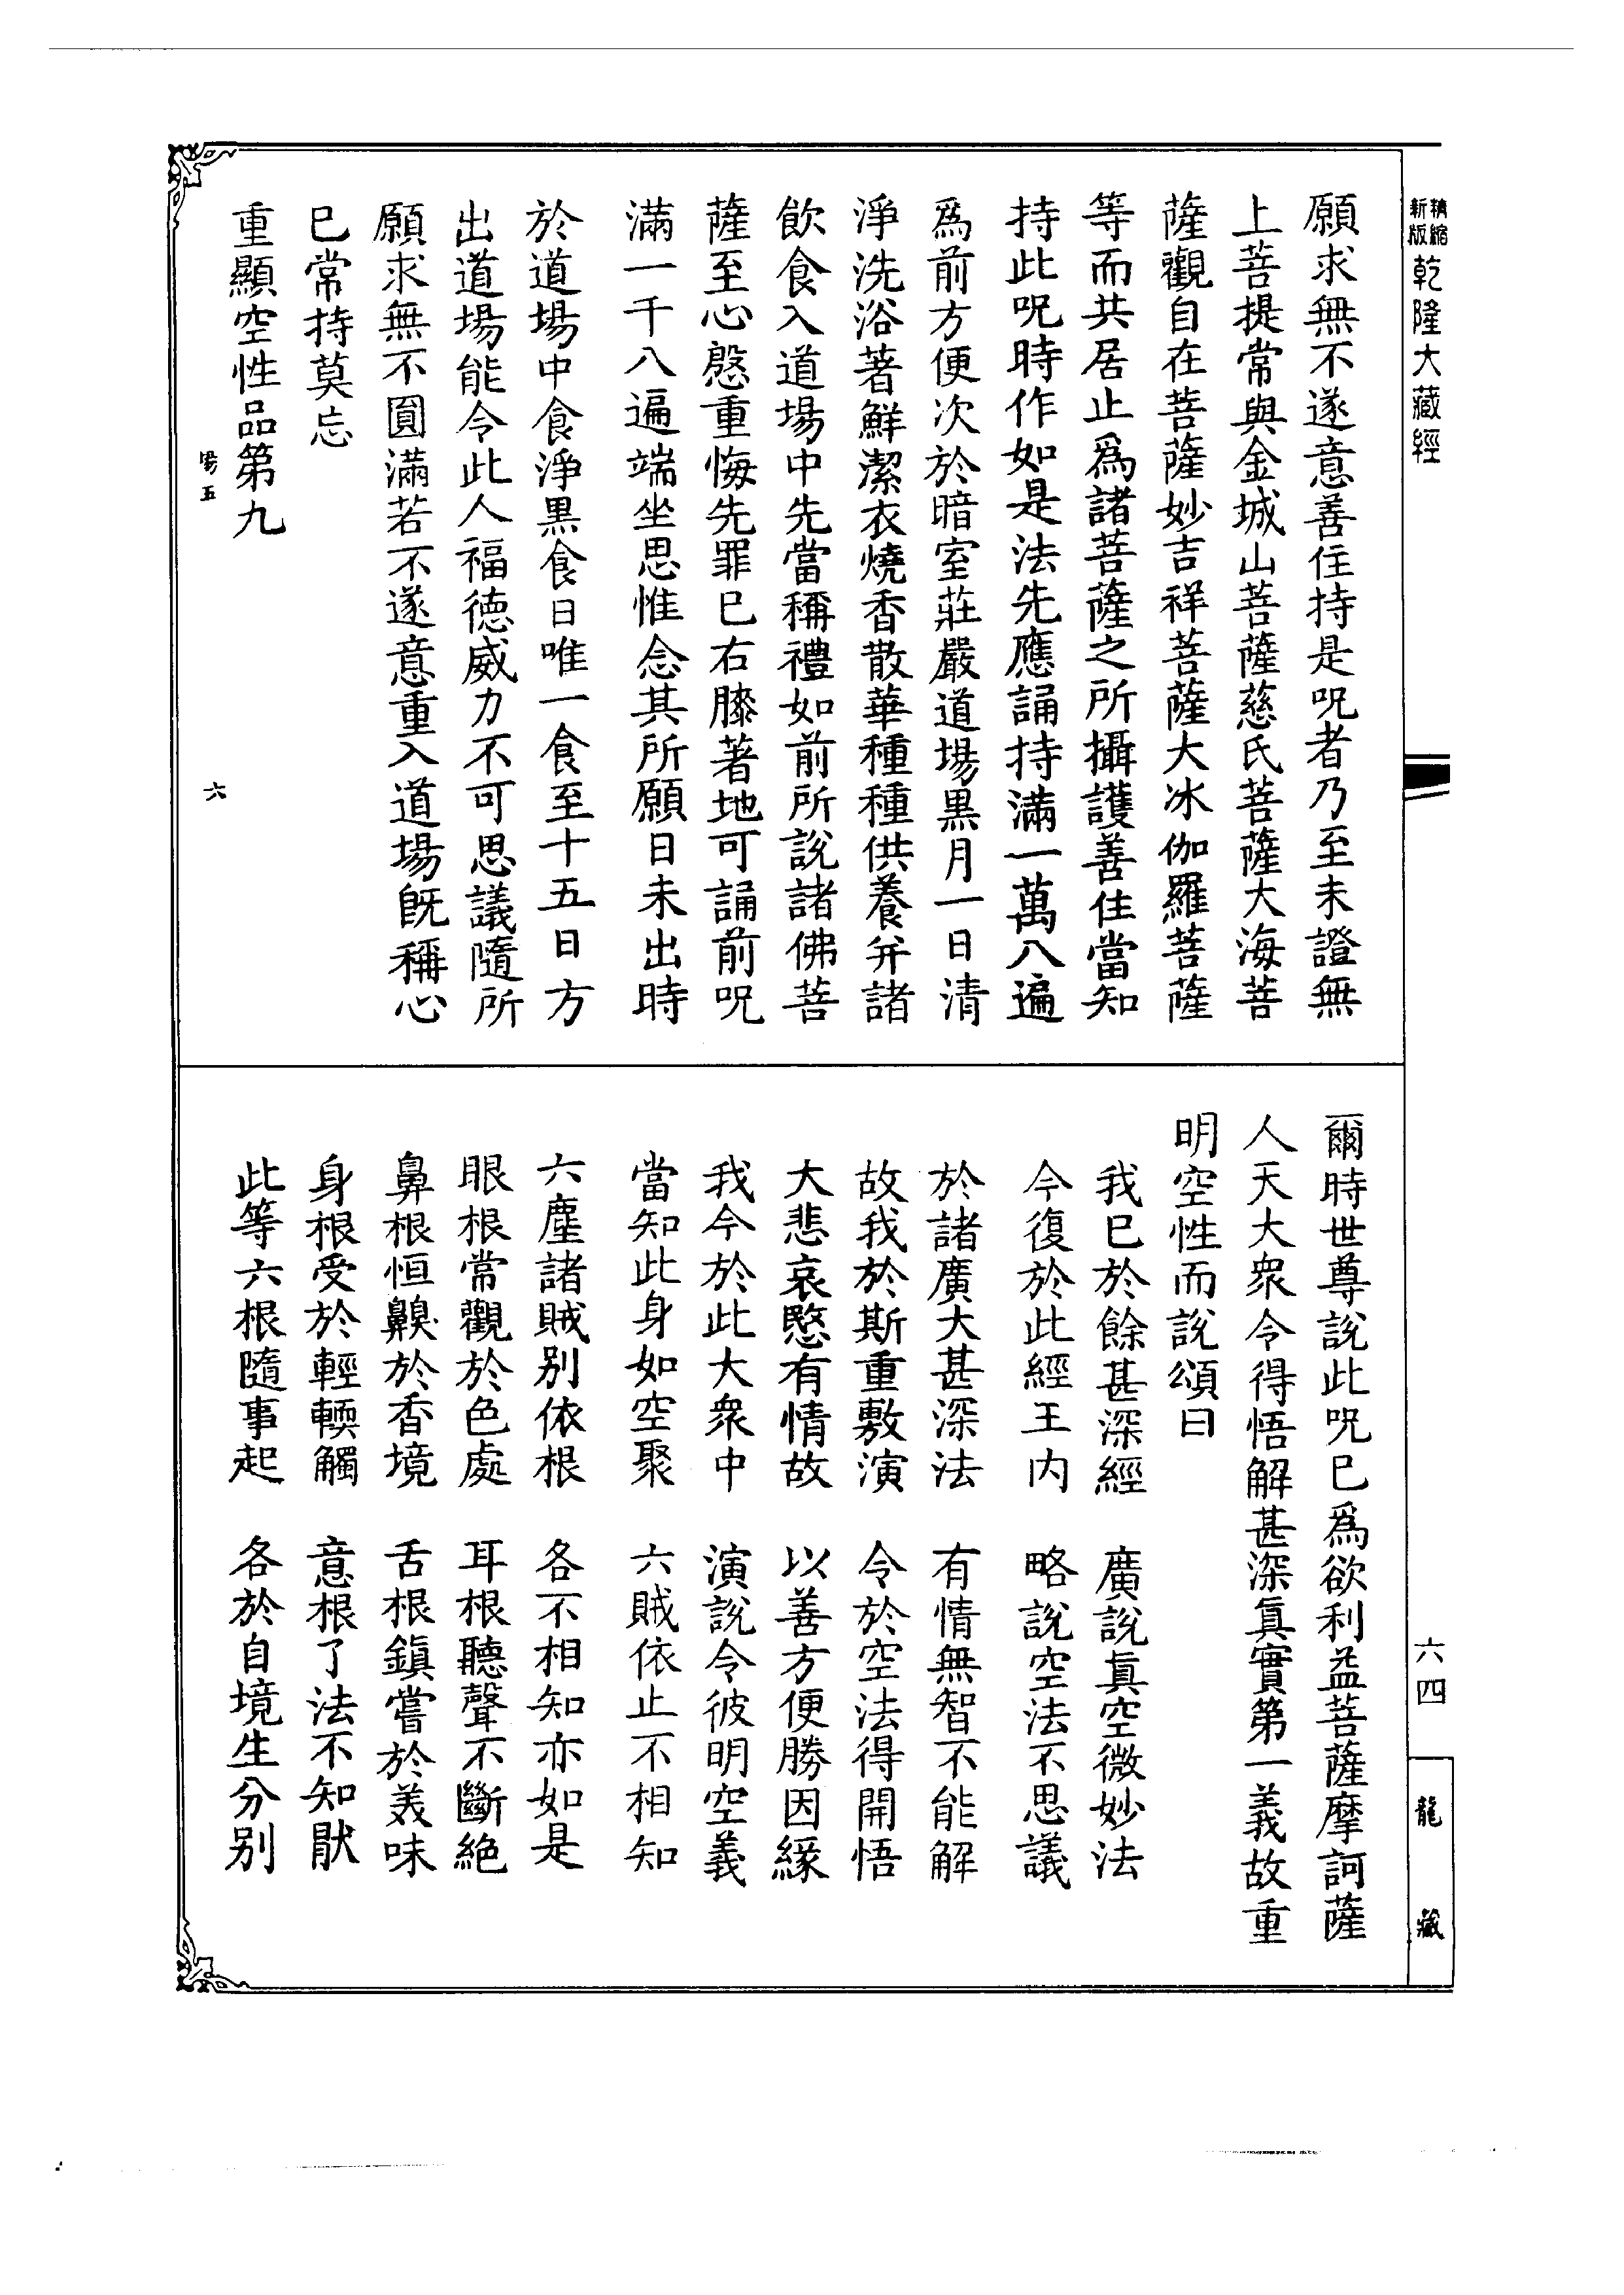 精縮
新版
乾隆大藏經
願求無不遂意善住持是呪者乃至未證無
上菩提常與金城山菩薩慈氏菩薩大海菩
薩觀自在菩薩妙吉祥菩薩大冰伽羅菩薩
等而共居止爲諸菩薩之所攝護善住當知
持此呪時作如是法先應誦持滿一萬八遍
爲前方便次於暗室莊嚴道場黑月一日清
淨洗浴著鮮潔衣燒香散華種種供養幷諸
飲食入道場中先當稱禮如前所說諸佛菩
薩至心慇重悔先罪已右膝著地可誦前呪
滿一千八遍端坐思惟念其所願日未出時
於道場中食淨黑食日唯一食至十五日方
出道場能令此人福德威力不可思議隨所
願求無不圓滿若不遂意重入道場旣稱心
已常持莫忘
重顯空性品第九
六
爾時世尊說此呪已爲欲利益菩薩摩訶薩
人天大衆令得悟解甚深眞實第一義故重
明空性而說頌曰
我已於餘甚深經 廣說眞空微妙法
今復於此經王内 略說空法不思議
於諸廣大甚深法 有情無智不能解
故我於斯重敷演 令於空法得開悟
大悲哀愍有情故 以善方便勝因緣
我今於此大衆中 演說令彼明空義
當知此身如空聚 六賊依止不相知
六塵諸賊别依根 各不相知亦如是
眼根常觀於色處 耳根聽聲不斷絶
鼻根恒齅於香境 舌根鎭嘗於美味
身根受於輕輭觸 意根了法不知猒
此等六根隨事起 各於自境生分别
六四
龍藏